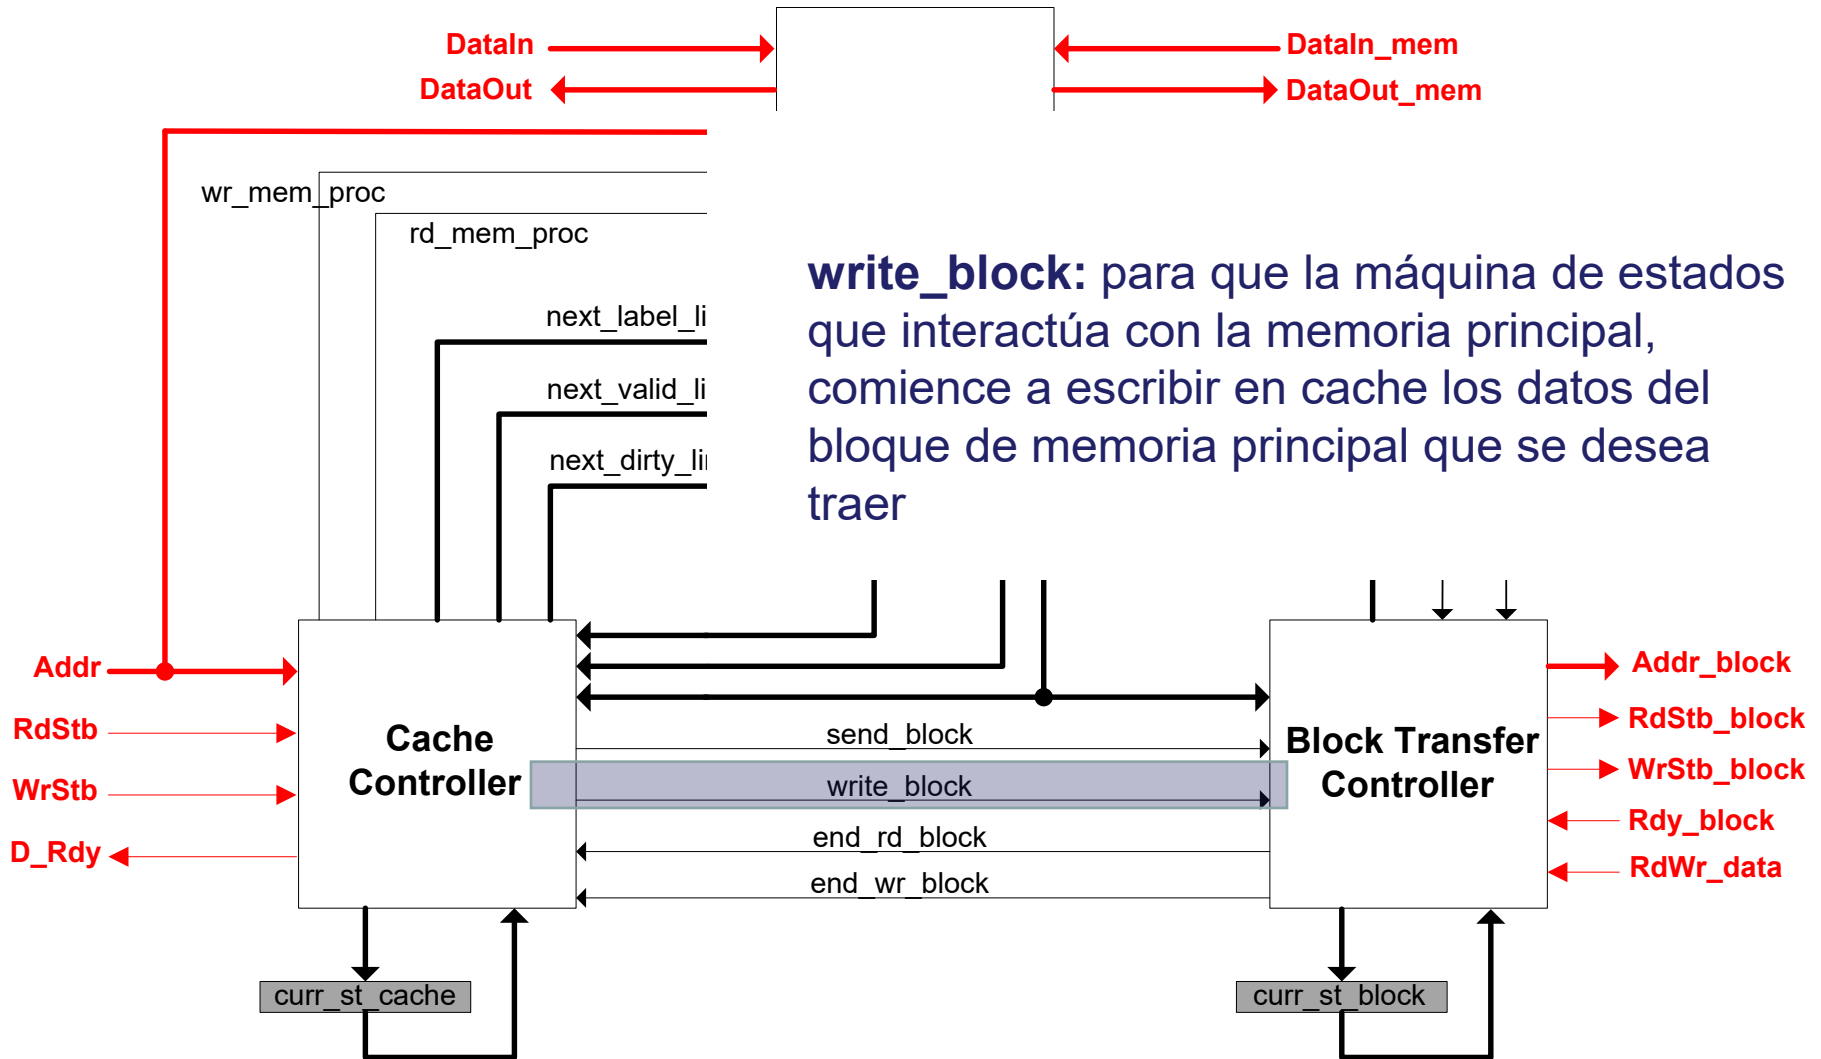 DataIn
DataIn_mem
DataOut
DataOut_mem
wr_mem_proc
rd_mem_proc
write_block: para que la máquina de estados
que interactúa con la memoria principal,
comience a escribir en cache los datos del
bloque de memoria principal que se desea
traer
next_label_li
next_valid_li
next_dirty_li
Addr
RdStb
WrStb
D_Rdy
Cache
Controller
send_block
write_block
end_rd_block
end_wr_block
Block Transfer
Controller
Addr_block
RdStb_block
WrStb_block
Rdy_block
RdWr_data
curr_st_cache
curr_st_block